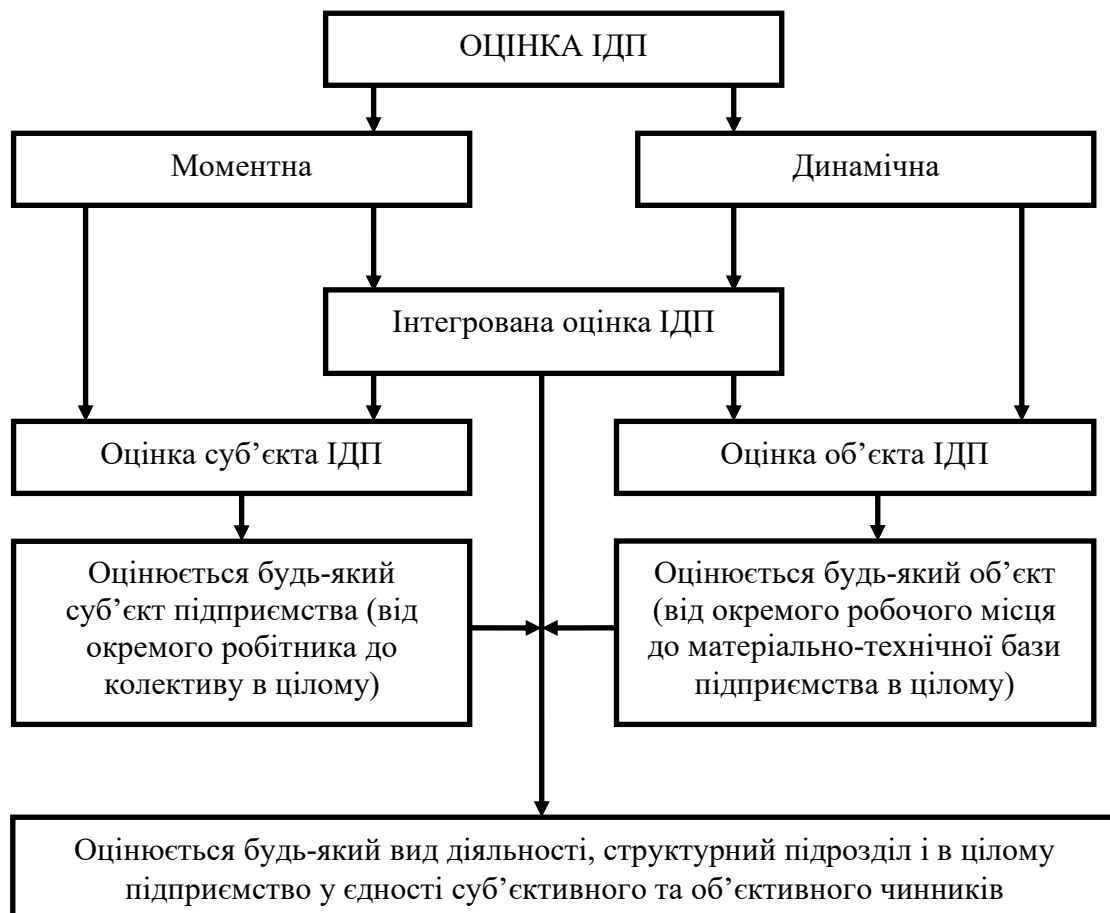 ОЦІНКА ІДП
Моментна
Динамічна
Інтегрована оцінка ІДП
Оцінка суб’єкта ІДП
Оцінка об’єкта ІДП
Оцінюється будь-який
суб’єкт підприємства (від
окремого робітника до
колективу в цілому)
Оцінюється будь-який об’єкт
(від окремого робочого місця
до матеріально-технічної бази
підприємства в цілому)
Оцінюється будь-який вид діяльності, структурний підрозділ і в цілому
підприємство у єдності суб’єктивного та об’єктивного чинників